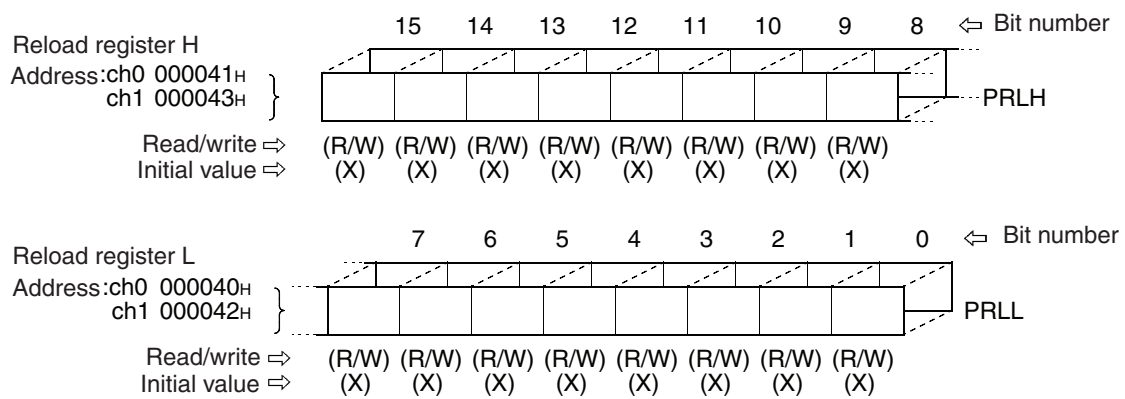 15 14 13 12 11 10 9 8 ⇦ Bit number
Reload register H
Address:ch0 000041H
ch1 000043H
PRLH
Read/write ⇨ (R/W) (R/W) (R/W) (R/W) (R/W) (R/W) (R/W) (R/W)
Initial value ⇨ (X) (X) (X) (X) (X) (X) (X) (X)
7 6 5 4 3 2 1 0 ⇦ Bit number
Reload register L
Address:ch0 000040H
ch1 000042H
PRLL
Read/write ⇨ (R/W) (R/W) (R/W) (R/W) (R/W) (R/W) (R/W) (R/W)
Initial value ⇨ (X) (X) (X) (X) (X) (X) (X) (X)